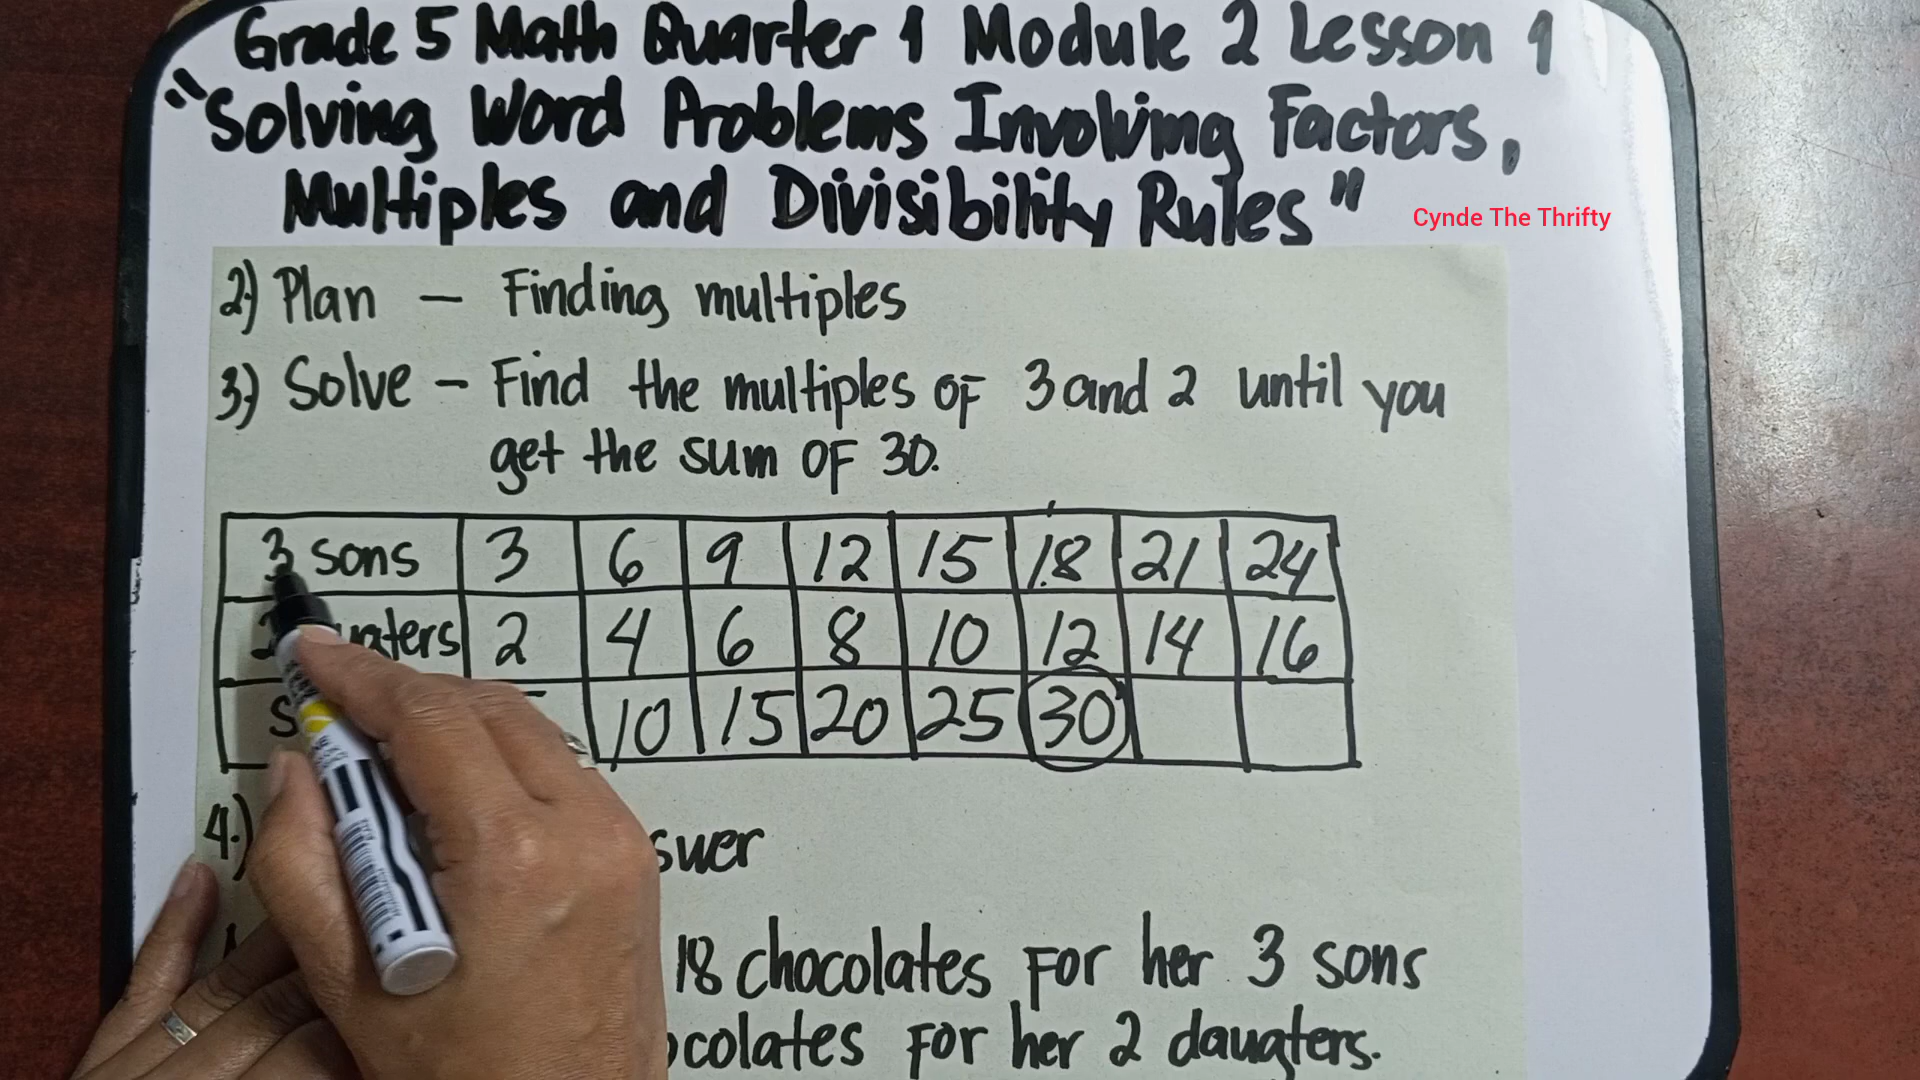 Grade 5 Math Quarter 1 Module 2 Lesson 1
"Solving Word Problems Involving Factors,
Multiples and Divisibility Rules"
Cynde The Thrifty
2) Plan - Finding multiples
3) Solve - Find the multiples of 3 and 2 until you
get the sum of 30.
3 sons 3 6 9 12 15 18 21 24
2 4 6 8 10 12 14 16
10 15 20 25 30
4.)
18 chocolates for her 3 sons
for her 2 daugters.